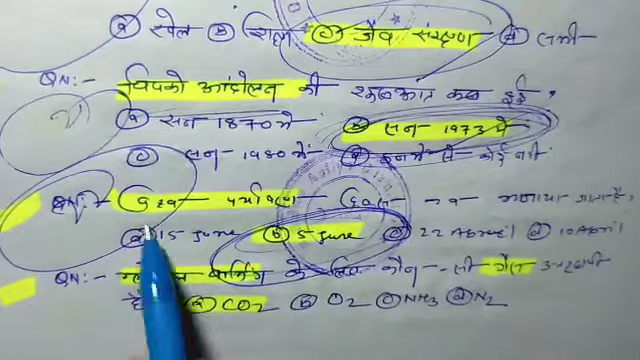 (a) खेल (b) शिक्षा (c) जैव संरक्षण (d) सभी
QN:- चिपको आंदोलन की शुरुआत कब हुई?
(a) सन 1870 में (b) सन 1973 में
(c) सन 1980 में (d) इनमें से कोई नहीं
QN:- विश्व पर्यावरण दिवस कब मनाया जाता है?
(a) 15 June (b) 5 June (c) 22 April (d) 10 April
QN:- ग्लोबल वार्मिंग के लिए कौन-सी गैस उत्तरदायी
है (a) CO2 (b) O2 (c) NH3 (d) N2